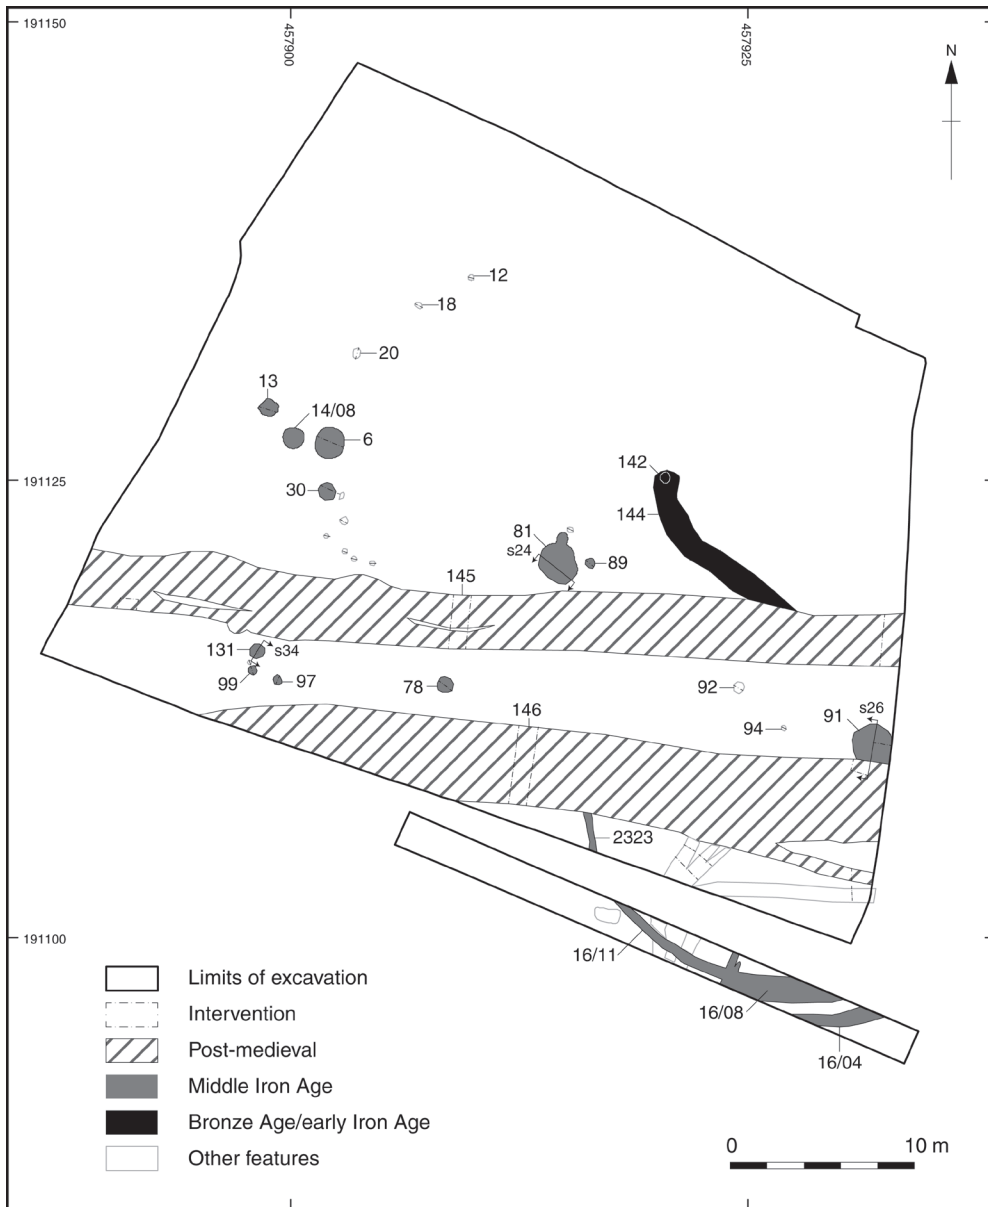 191150
457900
457925
N
12
18
20
13
14/08
6
30
142
191125
144
81
s24
89
145
131
s34
99
97
78
92
146
94
91
s26
2323
191100
16/11
16/08
16/04
Limits of excavation
Intervention
Post-medieval
Middle Iron Age
Bronze Age/early Iron Age
Other features
0
10 m